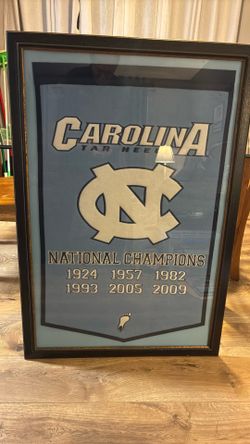 CAROLINA
TAR HEELS
NC
NATIONAL CHAMPIONS
1924 1957 1982
1993 2005 2009